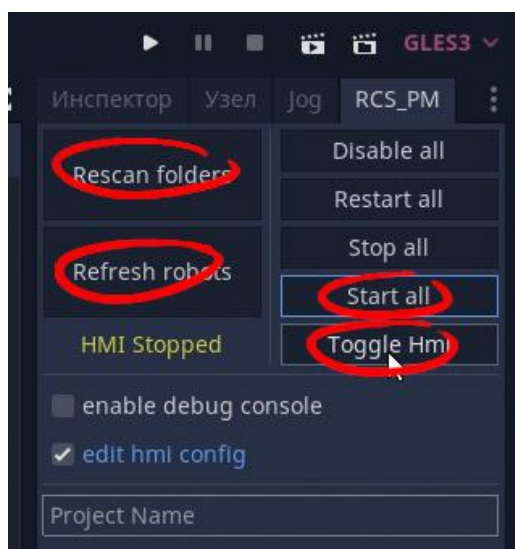 GLES3
Инспектор Узел Jog RCS_PM
Rescan folders
Refresh robots
HMI Stopped
Disable all
Restart all
Stop all
Start all
Toggle Hmi
enable debug console
edit hmi config
Project Name